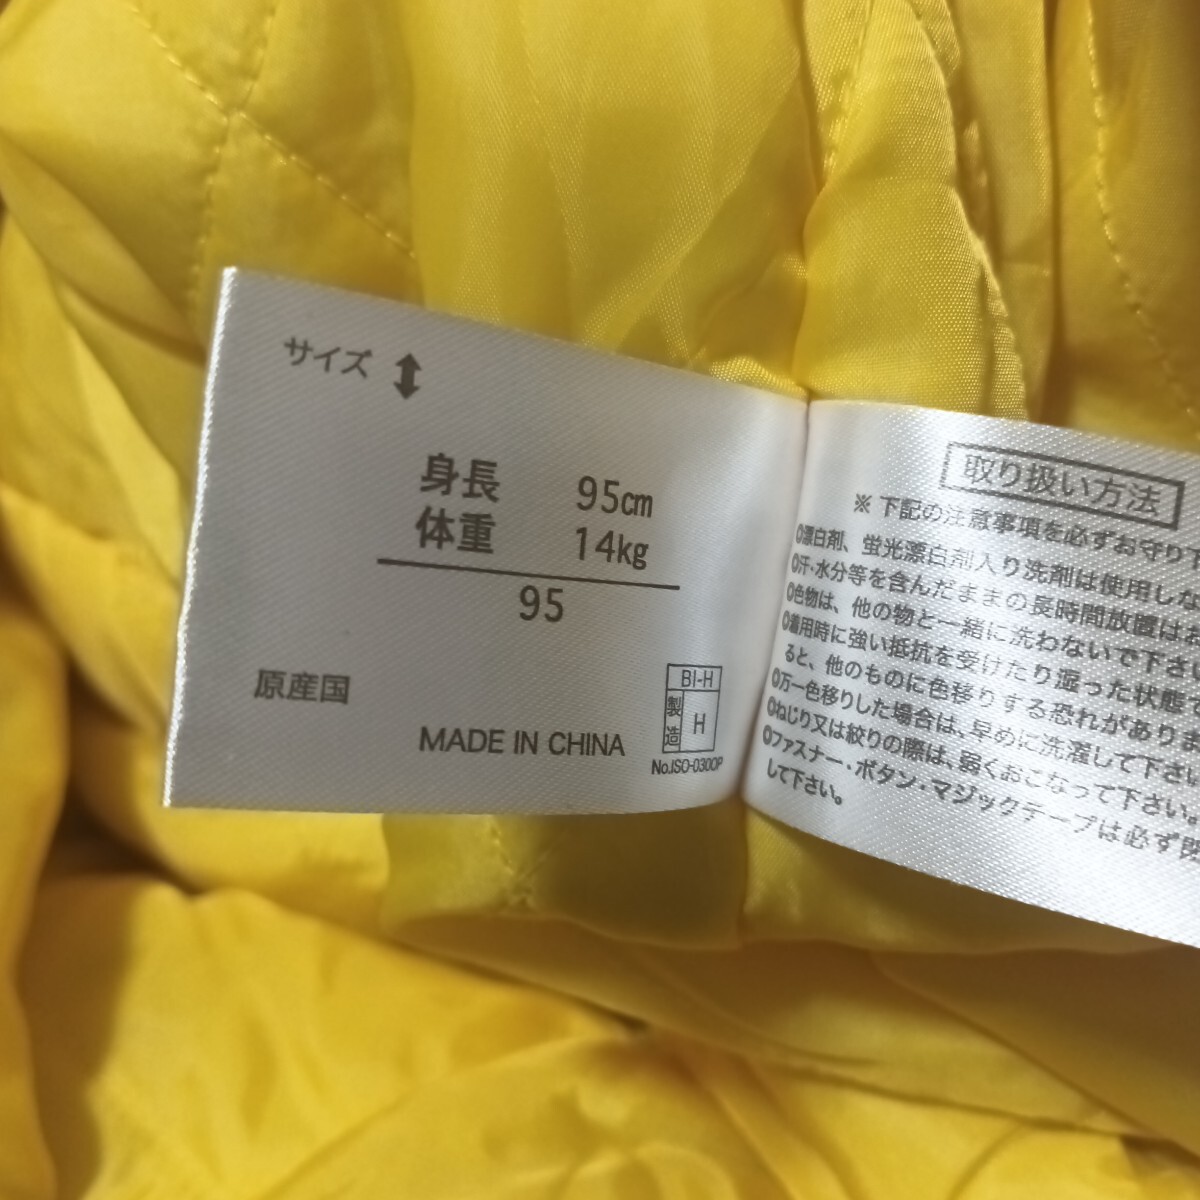 サイズ
身長 95cm
体重 14kg
95
原産国
MADE IN CHINA
BI-H
製造 H
No.ISO-0300P
取り扱い方法
※ 下記の注意事項を必ずお守り下
漂白剤、蛍光漂白剤入り洗剤は使用しな
汗・水分等を含んだままの長時間放置はお
色物は、他の物と一緒に洗わないで下さい
着用時に強い抵抗を受けたり湿った状態で
ると、他のものに色移りする恐れがありま
万一色移りした場合は、早めに洗濯して下さい
ねじり又は絞りの際は、弱くおこなって下さい。
ファスナー・ボタン・マジックテープは必ず閉
して下さい。